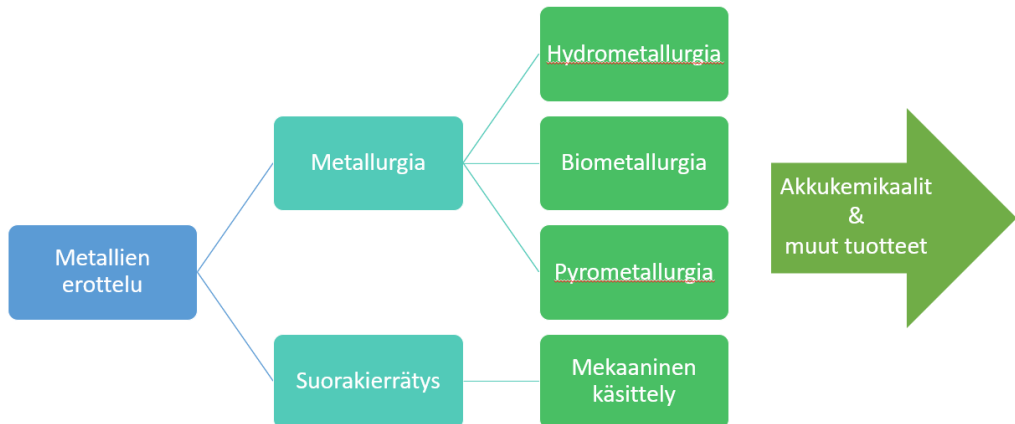 Metallien
erottelu
Metallurgia
Suorakierrätys
Hydrometallurgia
Biometallurgia
Pyrometallurgia
Mekaaninen
käsittely
Akkukemikaalit
&
muut tuotteet